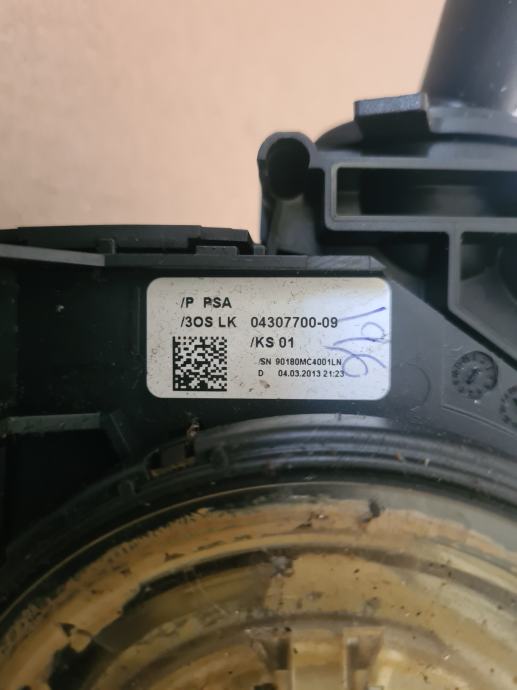 /P PSA
/3OS LK 04307700-09
/KS 01
/SN 90180MC4001LN
D 04.03.2013 21:23